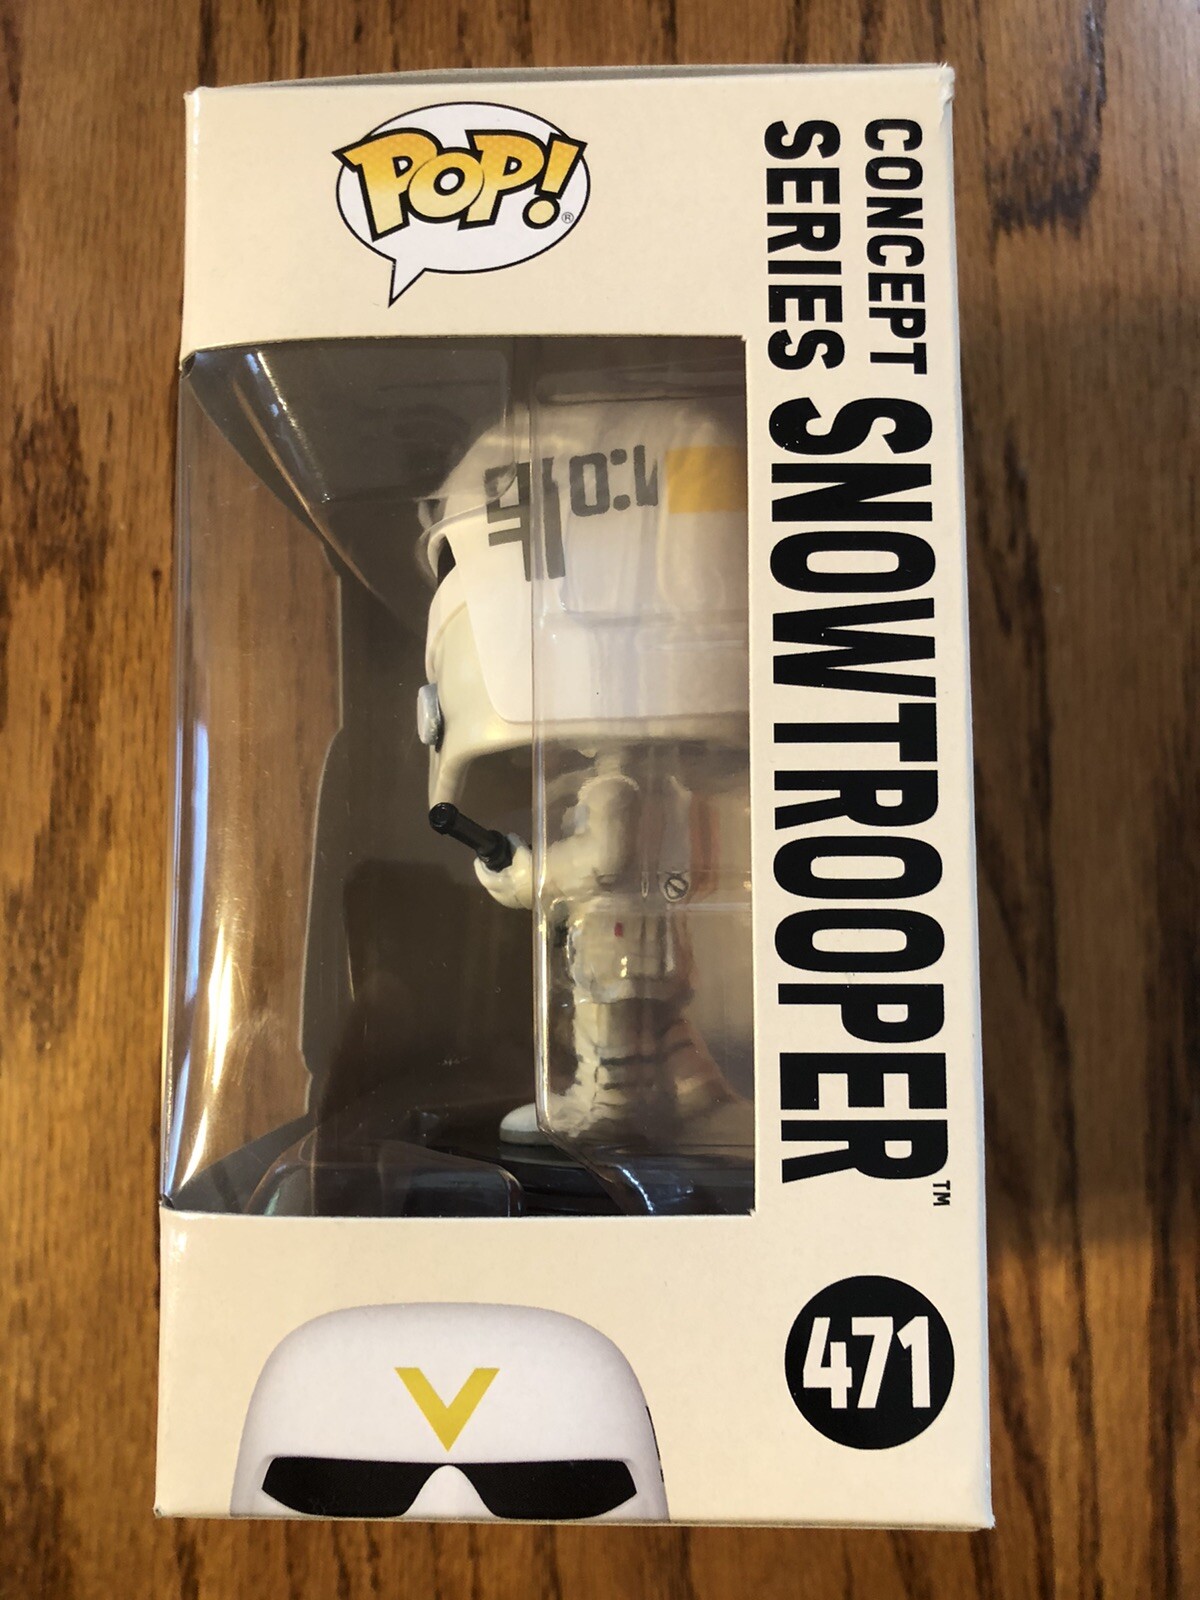 POP!®
CONCEPT
SERIES
SNOWTROOPER™
471